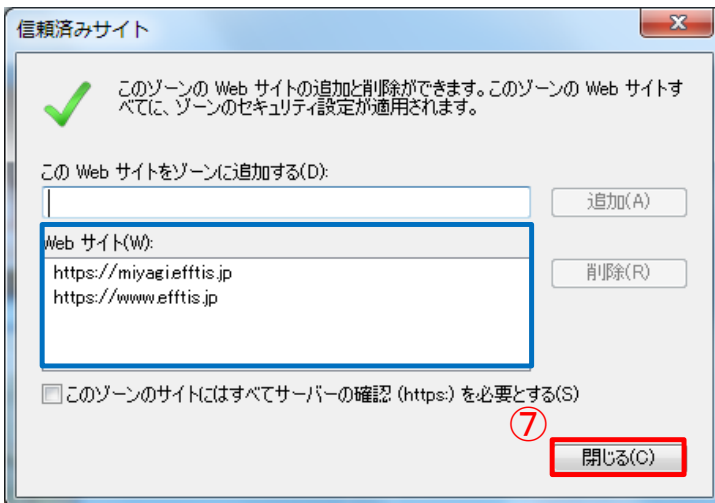 信頼済みサイト
このゾーンの Web サイトの追加と削除ができます。このゾーンの Web サイトす
べてに、ゾーンのセキュリティ設定が適用されます。
この Web サイトをゾーンに追加する(D):
追加(A)
Web サイト(W):
https://miyagi.efftis.jp
https://www.efftis.jp
削除(R)
このゾーンのサイトにはすべてサーバーの確認 (https:) を必要とする(S)
⑦
閉じる(C)